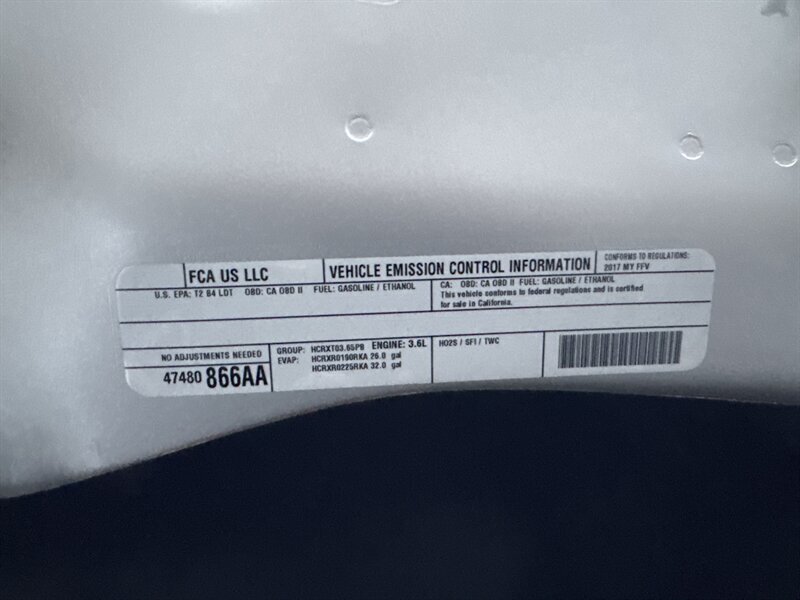 FCA US LLC
VEHICLE EMISSION CONTROL INFORMATION
CONFORMS TO REGULATIONS:
2017 MY FFV
U.S. EPA: T2 B4 LDT OBD: CA OBD II FUEL: GASOLINE / ETHANOL
CA: OBD: CA OBD II FUEL: GASOLINE / ETHANOL
This vehicle conforms to federal regulations and is certified
for sale in California.
NO ADJUSTMENTS NEEDED
47480 866AA
GROUP: HCRXT03.65P9 ENGINE: 3.6L
EVAP: HCRXR0190RKA 26.0 gal
HCRXR0225RKA 32.0 gal
HO2S / SFI / TWC